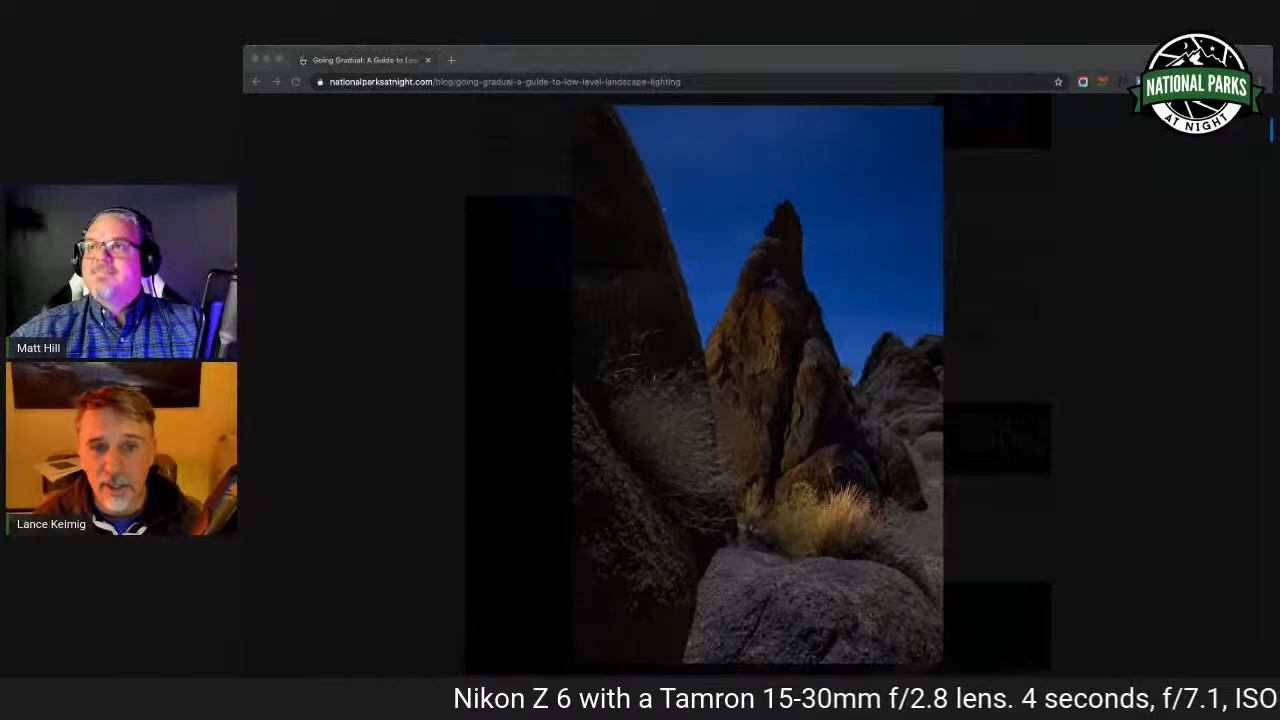 Going Gradual: A Guide to Low
nationalparksatnight.com/blog/going-gradual-a-guide-to-low-level-landscape-lighting
NATIONAL PARKS
AT NIGHT
Matt Hill
Lance Keimig
Nikon Z 6 with a Tamron 15-30mm f/2.8 lens. 4 seconds, f/7.1, ISO